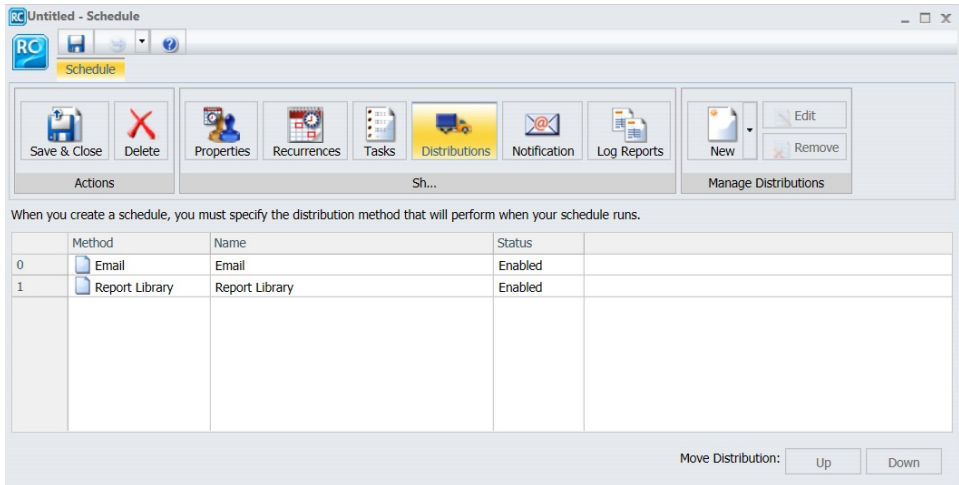 RC Untitled - Schedule
RC
Schedule
Save & Close Delete Properties Recurrences Tasks Distributions Notification Log Reports New Edit
Remove
Actions Sh... Manage Distributions
When you create a schedule, you must specify the distribution method that will perform when your schedule runs.
Method Name Status
0 Email Email Enabled
1 Report Library Report Library Enabled
Move Distribution: Up Down